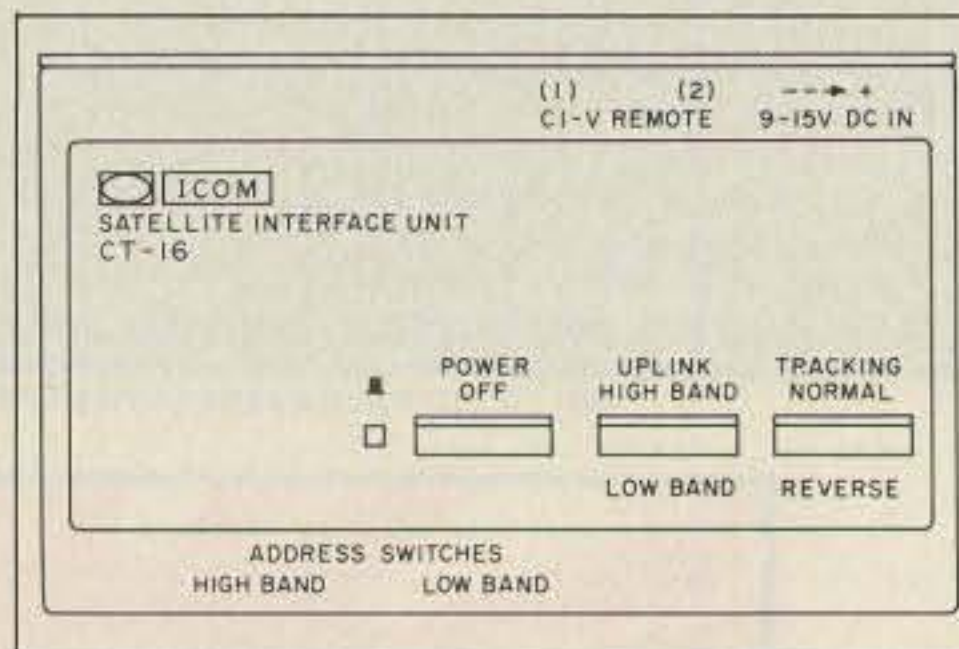 (1) (2) ---➔ +
CI-V REMOTE 9-15V DC IN
ICOM
SATELLITE INTERFACE UNIT
CT-16
POWER UPLINK TRACKING
OFF HIGH BAND NORMAL
LOW BAND REVERSE
ADDRESS SWITCHES
HIGH BAND LOW BAND